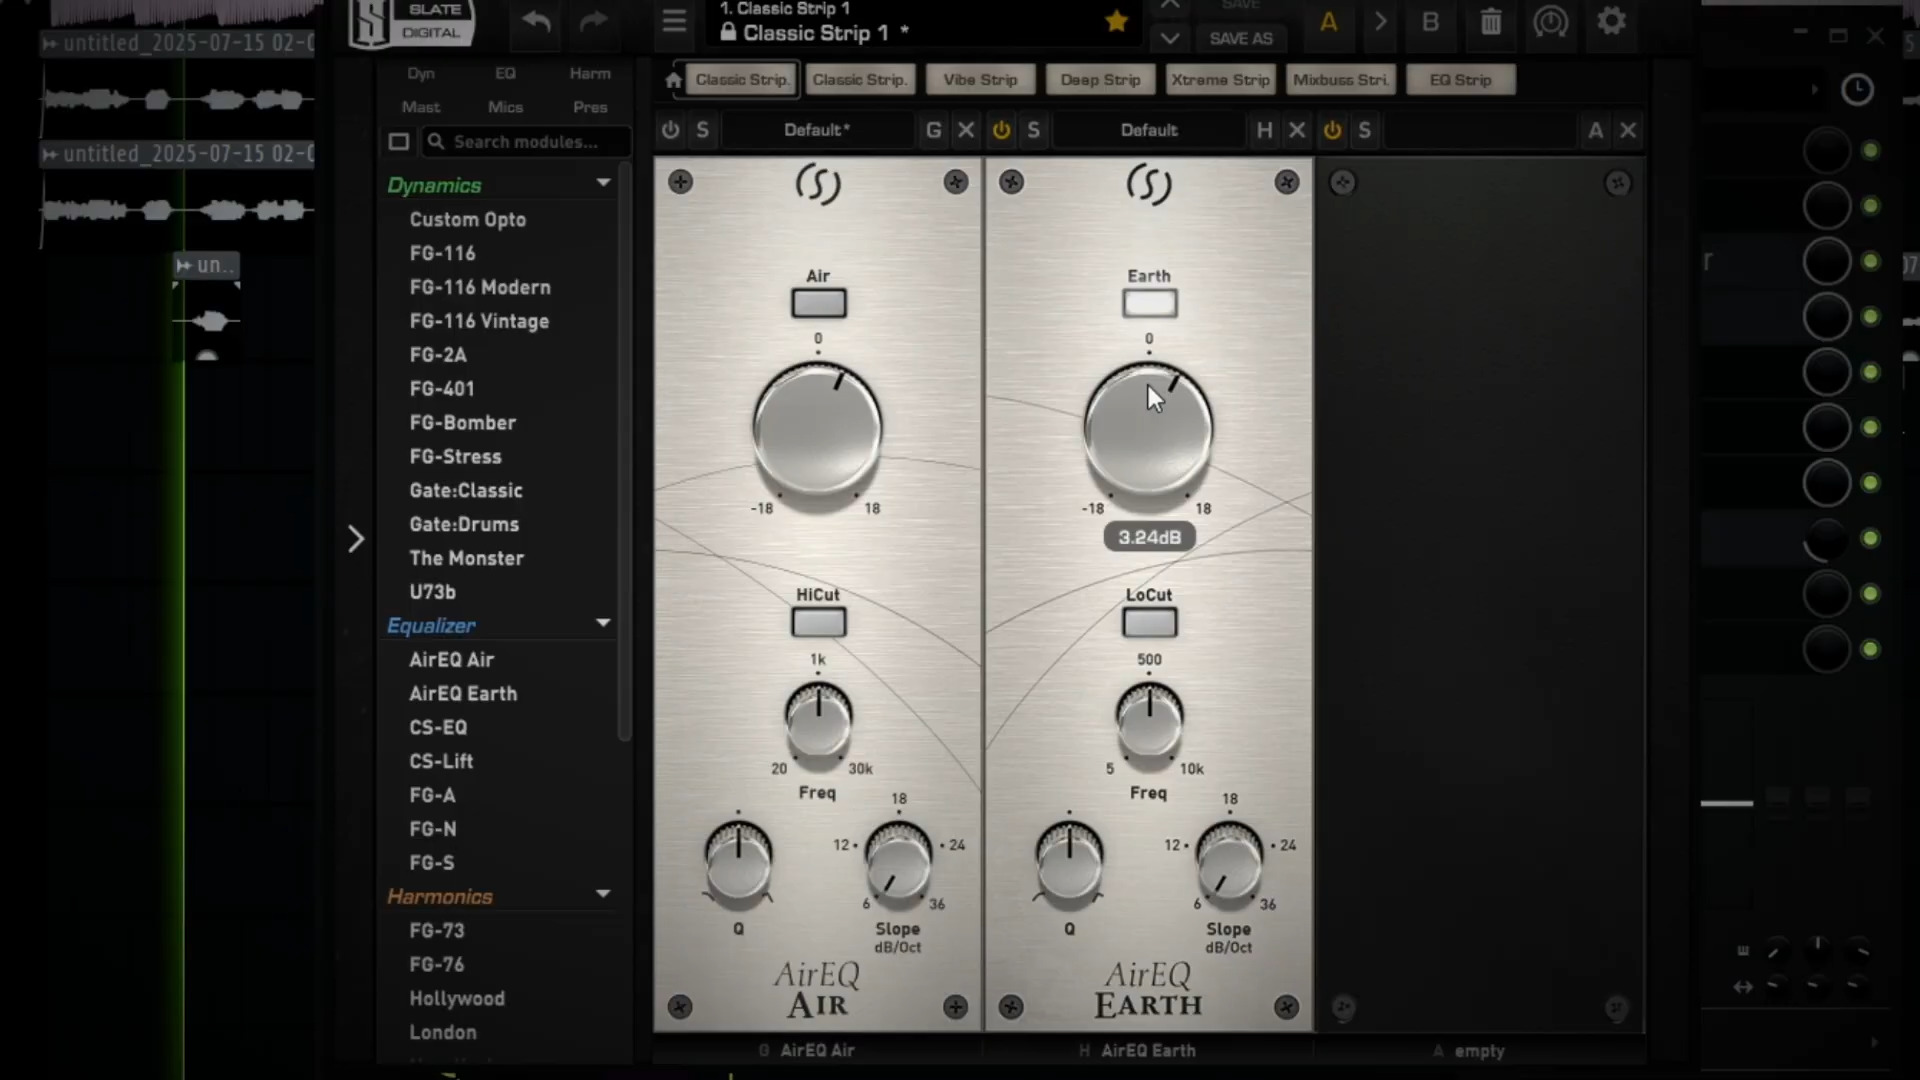 SLATE
DIGITAL
1. Classic Strip 1
Classic Strip 1 *
SAVE
SAVE AS
A
B
untitled_2025-07-15 02-0
untitled_2025-07-15 02-0
un..
Dyn EQ Harm
Mast Mics Pres
Search modules...
Classic Strip. Classic Strip. Vibe Strip Deep Strip Xtreme Strip Mixbuss Stri. EQ Strip
S Default* G
S Default H
S A
Dynamics
Custom Opto
FG-116
FG-116 Modern
FG-116 Vintage
FG-2A
FG-401
FG-Bomber
FG-Stress
Gate:Classic
Gate:Drums
The Monster
U73b
Equalizer
AirEQ Air
AirEQ Earth
CS-EQ
CS-Lift
FG-A
FG-N
FG-S
Harmonics
FG-73
FG-76
Hollywood
London
Air
0
-18 18
HiCut
1k
20 30k
Freq
18
12 24
6 36
Q
Slope
dB/Oct
AirEQ
AIR
Earth
0
-18 18
3.24dB
LoCut
500
5 10k
Freq
18
12 24
6 36
Q
Slope
dB/Oct
AirEQ
EARTH
G AirEQ Air
H AirEQ Earth
A empty